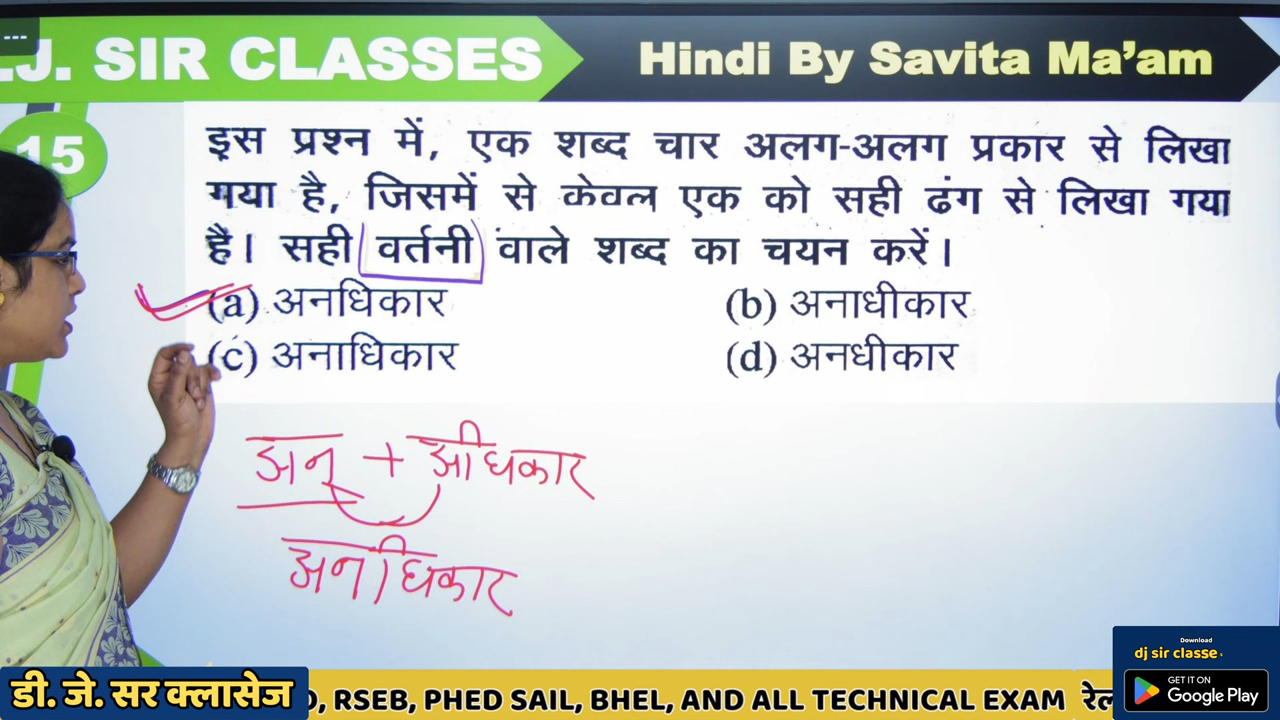 .J. SIR CLASSES
Hindi By Savita Ma'am
15
इस प्रश्न में, एक शब्द चार अलग-अलग प्रकार से लिखा
गया है, जिसमें से केवल एक को सही ढंग से लिखा गया
है। सही वर्तनी वाले शब्द का चयन करें।
(a) अनधिकार (b) अनाधीकार
(c) अनाधिकार (d) अनधीकार
अन् + अधिकार
अनधिकार
डी. जे. सर क्लासेज
, RSEB, PHED SAIL, BHEL, AND ALL TECHNICAL EXAM
Download
dj sir classes
GET IT ON
Google Play